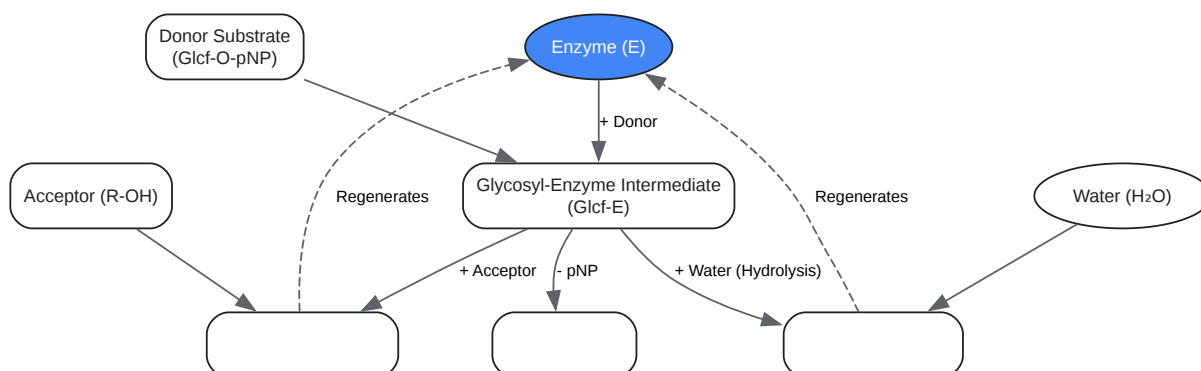 Donor Substrate
(Glcf-O-pNP)
Enzyme (E)
+ Donor
Acceptor (R-OH)
Regenerates
Glycosyl-Enzyme Intermediate
(Glcf-E)
Regenerates
Water (H₂O)
+ Acceptor
- pNP
+ Water (Hydrolysis)